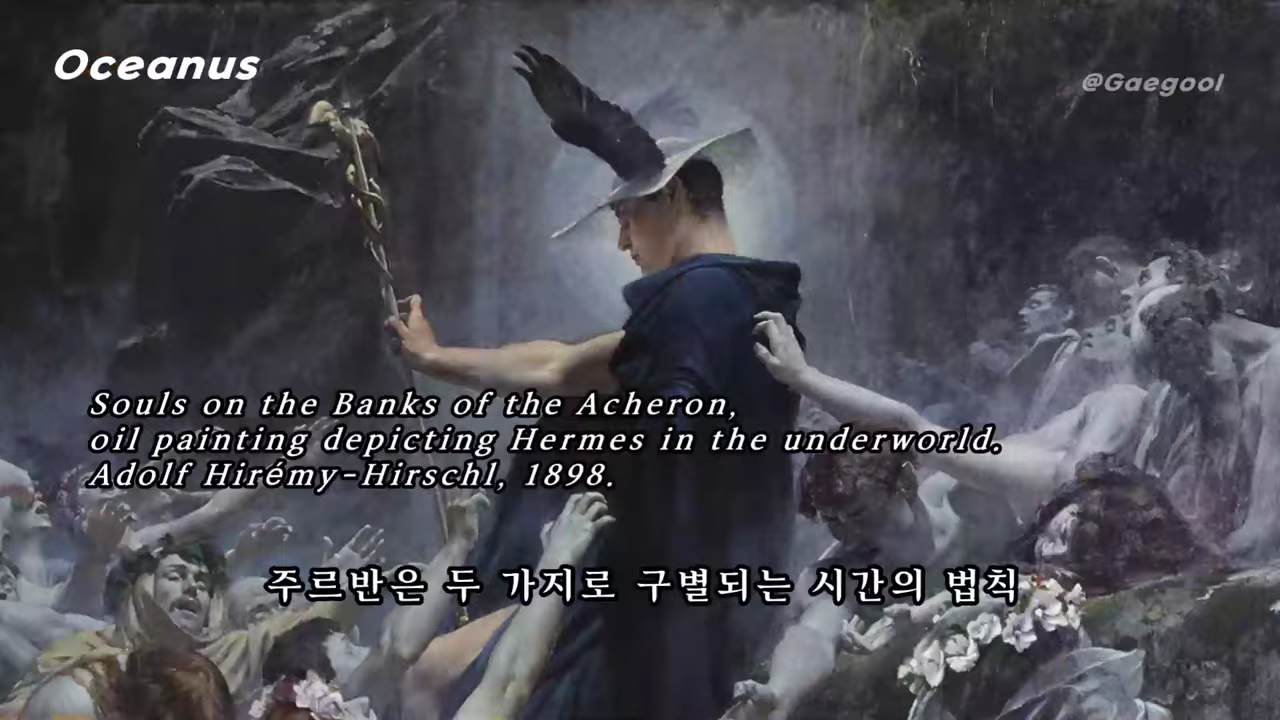 Oceanus
@Gaegool
Souls on the Banks of the Acheron,
oil painting depicting Hermes in the underworld.
Adolf Hirémy-Hirschl, 1898.
주르반은 두 가지로 구별되는 시간의 법칙